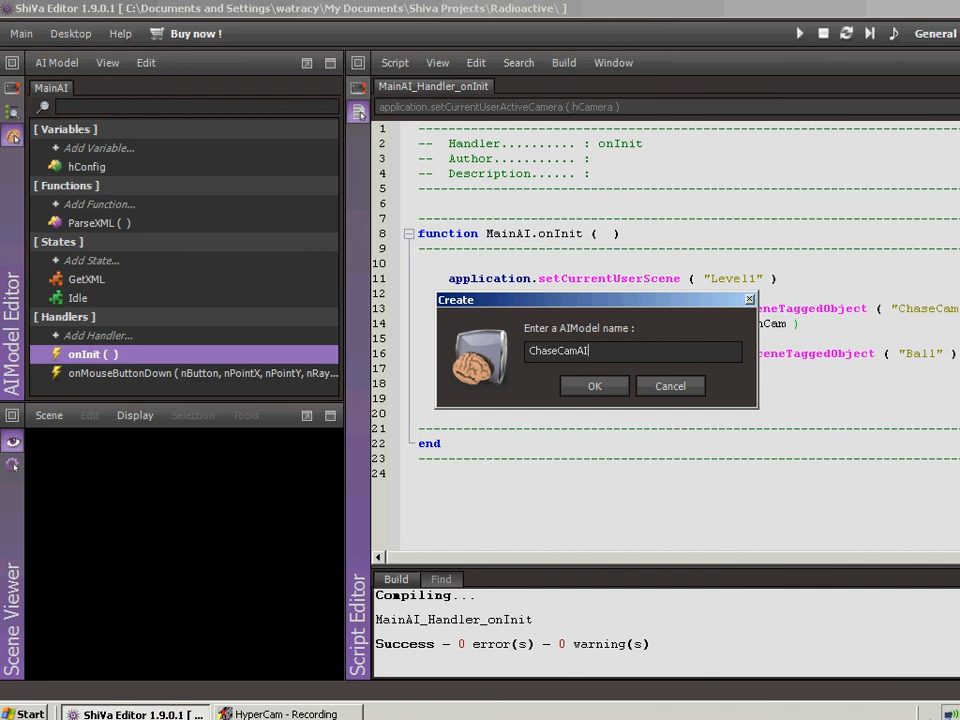 ShiVa Editor 1.9.0.1 [ C:\Documents and Settings\watracy\My Documents\Shiva Projects\Radioactive\ ]
Main Desktop Help Buy now ! General
AI Model View Edit
MainAI
[ Variables ]
Add Variable...
hConfig
[ Functions ]
Add Function...
ParseXML ( )
[ States ]
Add State...
GetXML
Idle
[ Handlers ]
Add Handler...
onInit ( )
onMouseButtonDown ( nButton, nPointX, nPointY, nRay...
AIModel Editor
Scene Edit Display Selection Tools
Scene Viewer
Script View Edit Search Build Window
MainAI_Handler_onInit
application.setCurrentUserActiveCamera ( hCamera )
1 --------------------------------------------------------------------------------
2 -- Handler.......... : onInit
3 -- Author........... :
4 -- Description...... :
5 --------------------------------------------------------------------------------
6
7 --------------------------------------------------------------------------------
8 function MainAI.onInit ( )
9 --------------------------------------------------------------------------------
10
11 application.setCurrentUserScene ( "Level1" )
12
13 eneTaggedObject ( "ChaseCam
14 nCam )
15
16 eneTaggedObject ( "Ball" )
17
18
19
20
21 --------------------------------------------------------------------------------
22 end
23 --------------------------------------------------------------------------------
24
Create
Enter a AIModel name :
ChaseCamAI
OK Cancel
Script Editor
Build Find
Compiling...
MainAI_Handler_onInit
Success - 0 error(s) - 0 warning(s)
Start ShiVa Editor 1.9.0.1 [ ... HyperCam - Recording